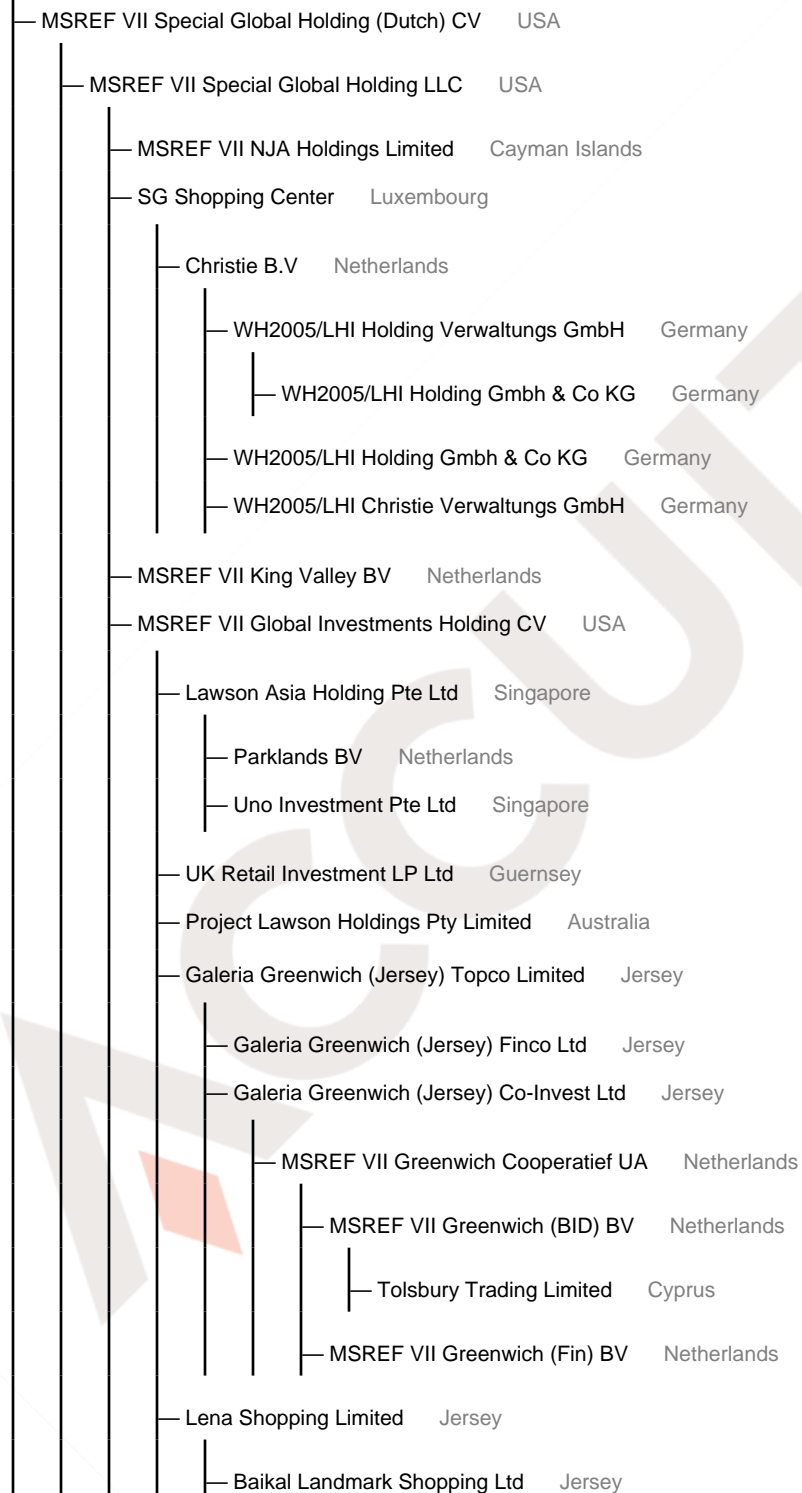 MSREF VII Special Global Holding (Dutch) CV USA
MSREF VII Special Global Holding LLC USA
MSREF VII NJA Holdings Limited Cayman Islands
SG Shopping Center Luxembourg
Christie B.V Netherlands
WH2005/LHI Holding Verwaltungs GmbH Germany
WH2005/LHI Holding Gmbh & Co KG Germany
WH2005/LHI Holding Gmbh & Co KG Germany
WH2005/LHI Christie Verwaltungs GmbH Germany
MSREF VII King Valley BV Netherlands
MSREF VII Global Investments Holding CV USA
Lawson Asia Holding Pte Ltd Singapore
Parklands BV Netherlands
Uno Investment Pte Ltd Singapore
UK Retail Investment LP Ltd Guernsey
Project Lawson Holdings Pty Limited Australia
Galeria Greenwich (Jersey) Topco Limited Jersey
Galeria Greenwich (Jersey) Finco Ltd Jersey
Galeria Greenwich (Jersey) Co-Invest Ltd Jersey
MSREF VII Greenwich Cooperatief UA Netherlands
MSREF VII Greenwich (BID) BV Netherlands
Tolsbury Trading Limited Cyprus
MSREF VII Greenwich (Fin) BV Netherlands
Lena Shopping Limited Jersey
Baikal Landmark Shopping Ltd Jersey